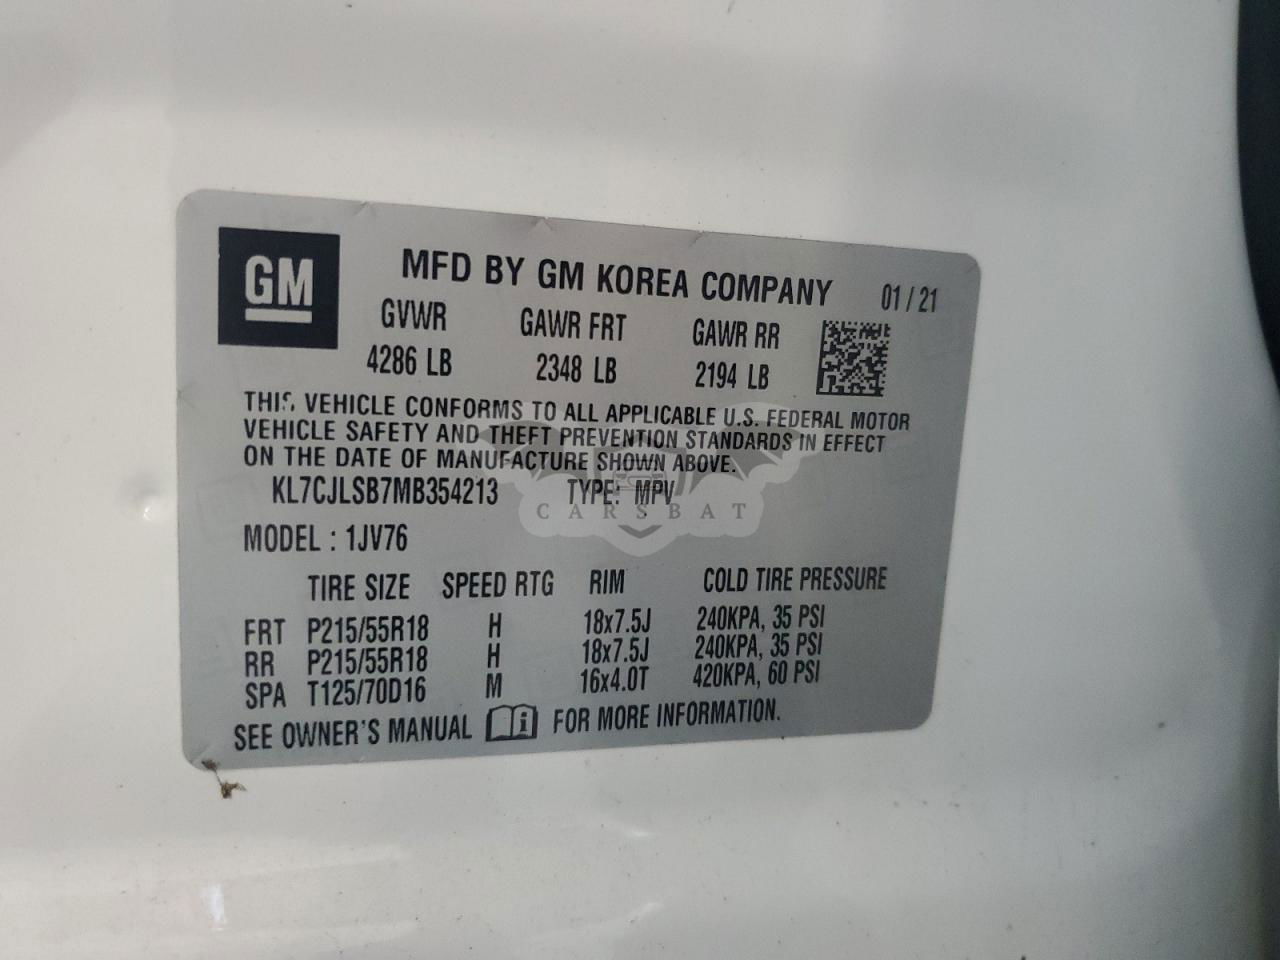 GM
MFD BY GM KOREA COMPANY 01 / 21
GVWR GAWR FRT GAWR RR
4286 LB 2348 LB 2194 LB
THIS VEHICLE CONFORMS TO ALL APPLICABLE U.S. FEDERAL MOTOR
VEHICLE SAFETY AND THEFT PREVENTION STANDARDS IN EFFECT
ON THE DATE OF MANUFACTURE SHOWN ABOVE.
KL7CJLSB7MB354213 TYPE: MPV
CARSBAT
MODEL : 1JV76
TIRE SIZE SPEED RTG RIM COLD TIRE PRESSURE
FRT P215/55R18 H 18x7.5J 240KPA, 35 PSI
RR P215/55R18 H 18x7.5J 240KPA, 35 PSI
SPA T125/70D16 M 16x4.0T 420KPA, 60 PSI
SEE OWNER'S MANUAL i FOR MORE INFORMATION.